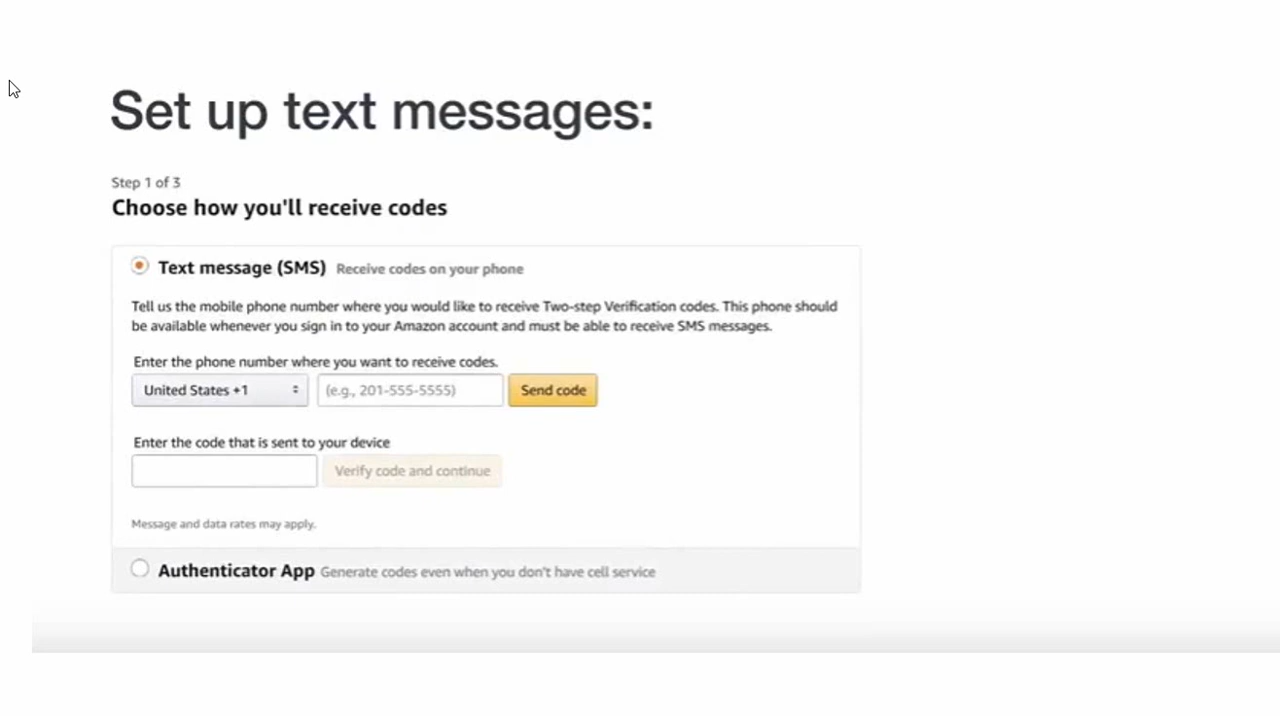 Set up text messages:
Step 1 of 3
Choose how you'll receive codes
Text message (SMS) Receive codes on your phone
Tell us the mobile phone number where you would like to receive Two-step Verification codes. This phone should
be available whenever you sign in to your Amazon account and must be able to receive SMS messages.
Enter the phone number where you want to receive codes.
United States +1 (e.g., 201-555-5555) Send code
Enter the code that is sent to your device
Verify code and continue
Message and data rates may apply.
Authenticator App Generate codes even when you don't have cell service